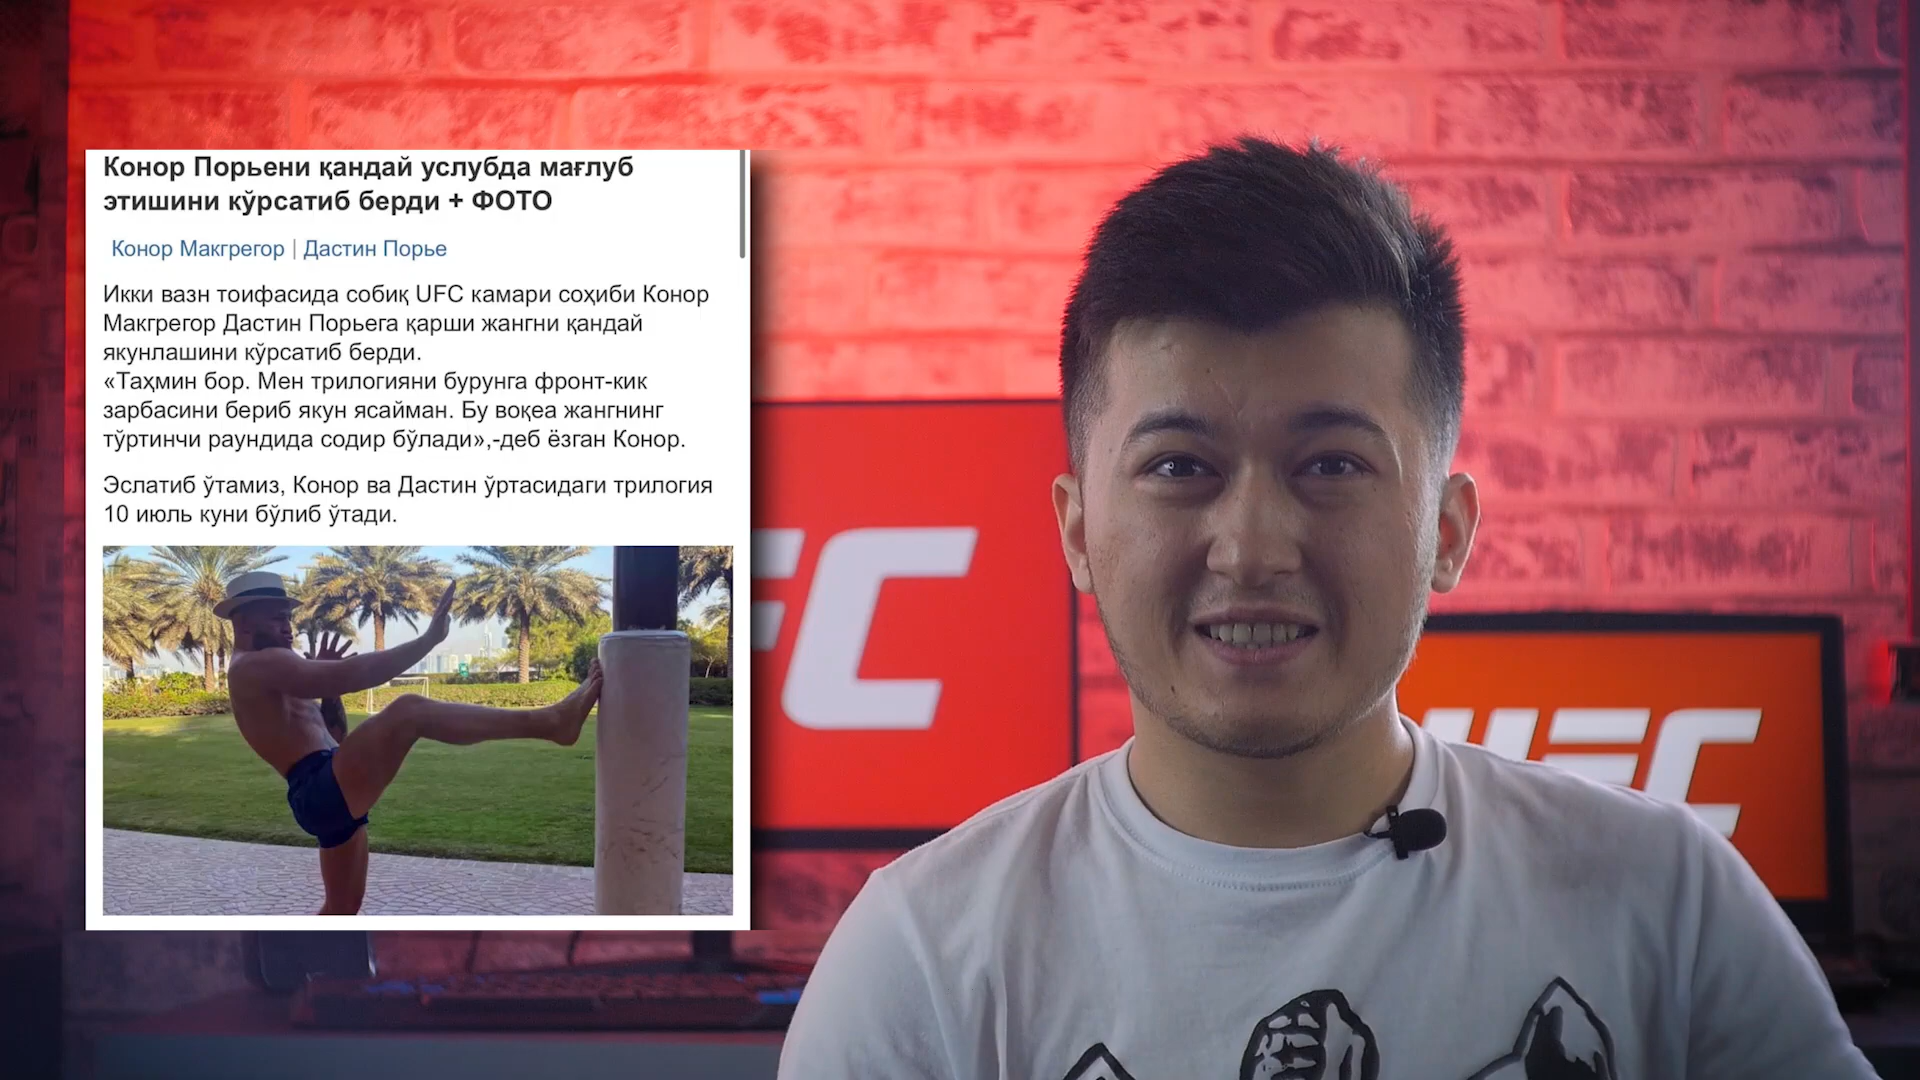 Конор Порьени қандай услубда мағлуб
этишини кўрсатиб берди + ФОТО
Конор Макгрегор | Дастин Порье
Икки вазн тоифасида собиқ UFC камари соҳиби Конор
Макгрегор Дастин Порьега қарши жангни қандай
якунлашини кўрсатиб берди.
«Таҳмин бор. Мен трилогияни бурунга фронт-кик
зарбасини бериб якун ясайман. Бу воқеа жангнинг
тўртинчи раундида содир бўлади»,-деб ёзган Конор.
Эслатиб ўтамиз, Конор ва Дастин ўртасидаги трилогия
10 июль куни бўлиб ўтади.
FC
UFC